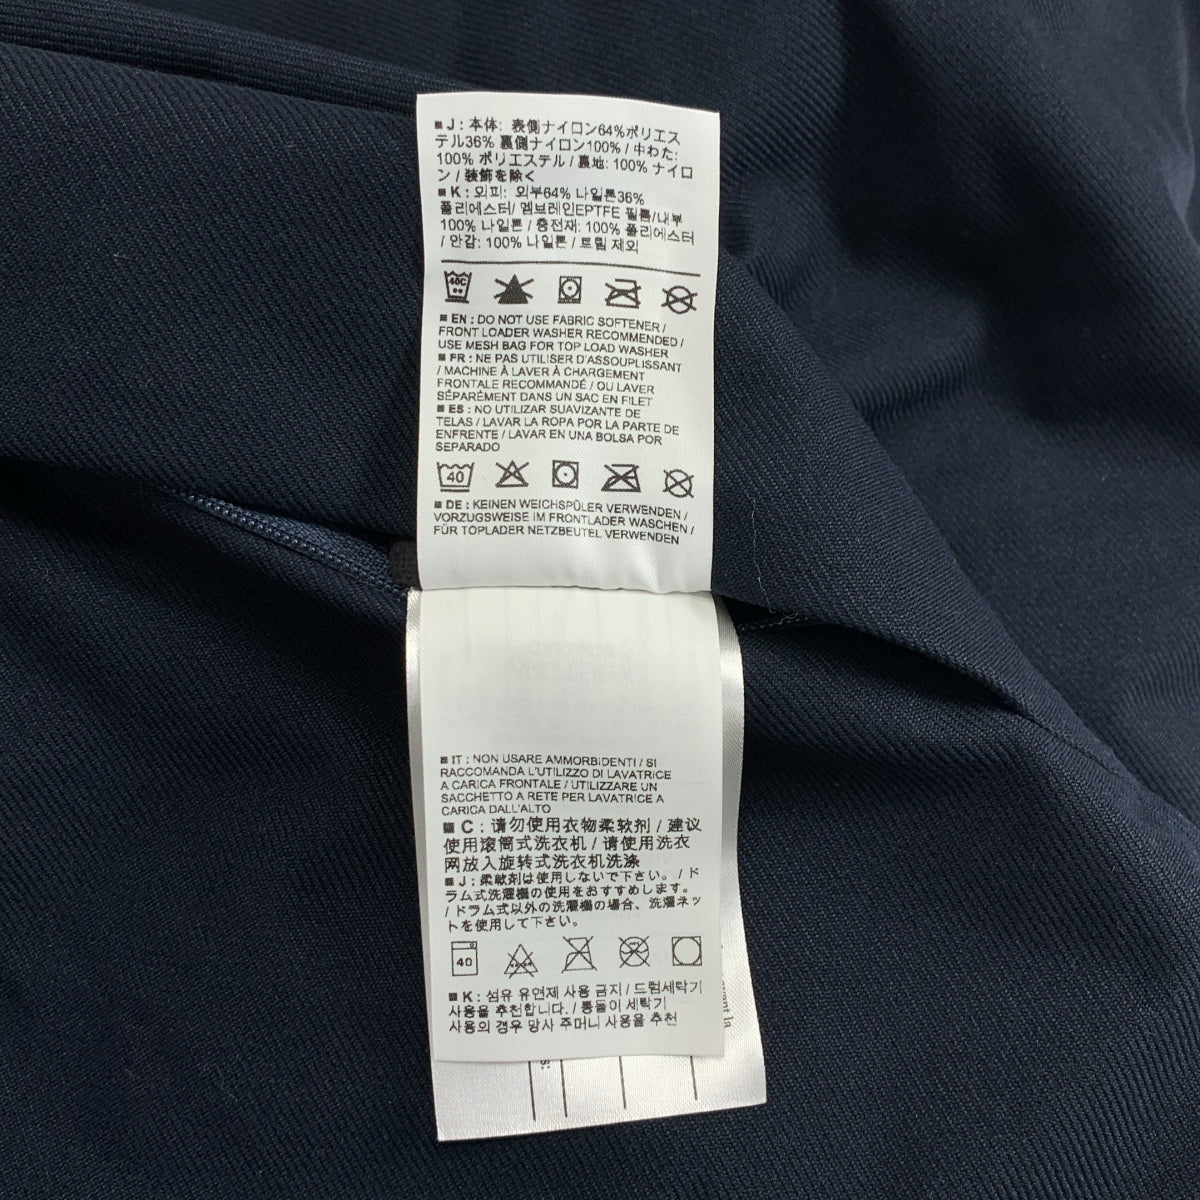 ■ J : 本体: 表側ナイロン64%ポリエス
テル36% 裏側ナイロン100% / 中わた:
100% ポリエステル / 裏地: 100% ナイロ
ン / 装飾を除く
■ K : 외피: 외부64% 나일론36%
폴리에스터/ 멤브레인EPTFE 필름/내부
100% 나일론 / 충전재: 100% 폴리에스터
/ 안감: 100% 나일론 / 트림 제외
40C
■ EN : DO NOT USE FABRIC SOFTENER /
FRONT LOADER WASHER RECOMMENDED /
USE MESH BAG FOR TOP LOAD WASHER
■ FR : NE PAS UTILISER D'ASSOUPLISSANT
/ MACHINE À LAVER À CHARGEMENT
FRONTALE RECOMMANDÉ / OU LAVER
SÉPARÉMENT DANS UN SAC EN FILET
■ ES : NO UTILIZAR SUAVIZANTE DE
TELAS / LAVAR LA ROPA POR LA PARTE DE
ENFRENTE / LAVAR EN UNA BOLSA POR
SEPARADO
40
■ DE : KEINEN WEICHSPÜLER VERWENDEN /
VORZUGSWEISE IM FRONTLADER WASCHEN /
FÜR TOPLADER NETZBEUTEL VERWENDEN
■ IT : NON USARE AMMORBIDENTI / SI
RACCOMANDA L'UTILIZZO DI LAVATRICE
A CARICA FRONTALE / UTILIZZARE UN
SACCHETTO A RETE PER LAVATRICE A
CARICA DALL'ALTO
■ C : 请勿使用衣物柔软剂 / 建议
使用滚筒式洗衣机 / 请使用洗衣
网放入旋转式洗衣机洗涤
■ J : 柔軟剤は使用しないで下さい。 / ド
ラム式洗濯機の使用をおすすめします。
/ ドラム式以外の洗濯機の場合、洗濯ネッ
トを使用して下さい。
40
■ K : 섬유 유연제 사용 금지 / 드럼세탁기
사용을 추천합니다. / 통돌이 세탁기
사용의 경우 망사 주머니 사용을 추천